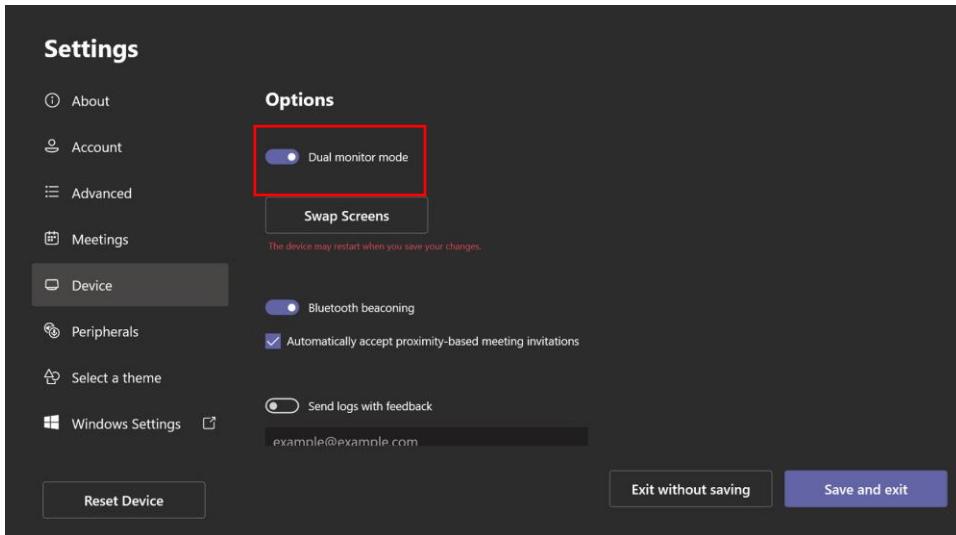 Settings
About
Account
Advanced
Meetings
Device
Peripherals
Select a theme
Windows Settings
Reset Device
Options
Dual monitor mode
Swap Screens
The device may restart when you save your changes.
Bluetooth beaconing
Automatically accept proximity-based meeting invitations
Send logs with feedback
example@example.com
Exit without saving
Save and exit